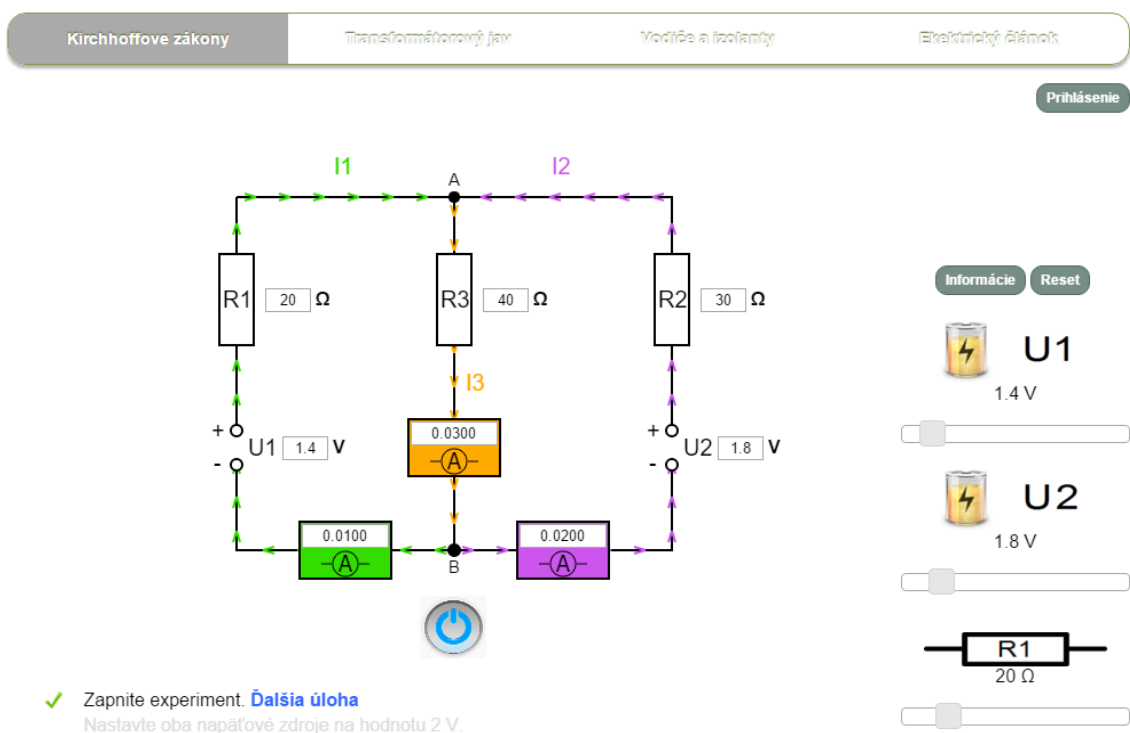 Kirchhoffove zákony Transformátorový jav Vodiče a izolanty Ekektrický článok
Prihlásenie
I1 I2
A
R1 20 Ω R3 40 Ω R2 30 Ω
Informácie Reset
U1
I3
1.4 V
+ U1 1.4 V -
0.0300
A
+ U2 1.8 V -
U2
1.8 V
0.0100
A
0.0200
A
B
R1
20 Ω
Zapnite experiment. Ďalšia úloha
Nastavte oba napäťové zdroje na hodnotu 2 V.